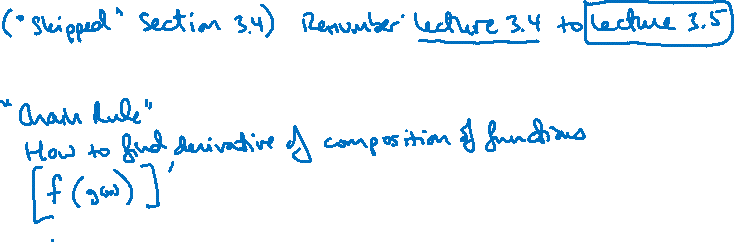 ("Skipped" Section 3.4) Renumber Lecture 3.4 to Lecture 3.5
"Chain Rule"
How to find derivative of composition of functions
[f(g(x))]'